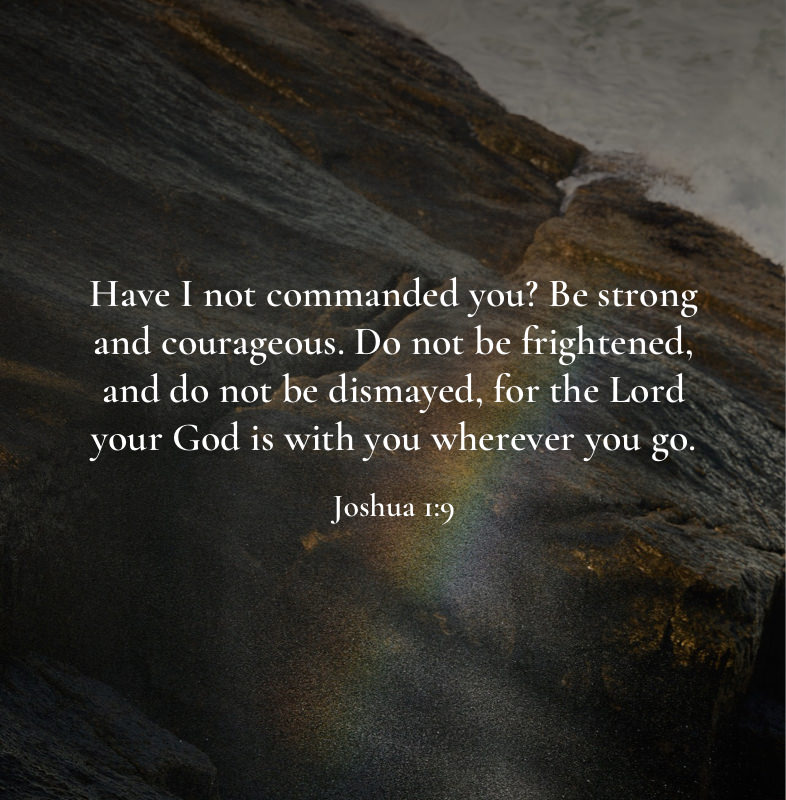 Have I not commanded you? Be strong
and courageous. Do not be frightened,
and do not be dismayed, for the Lord
your God is with you wherever you go.
Joshua 1:9